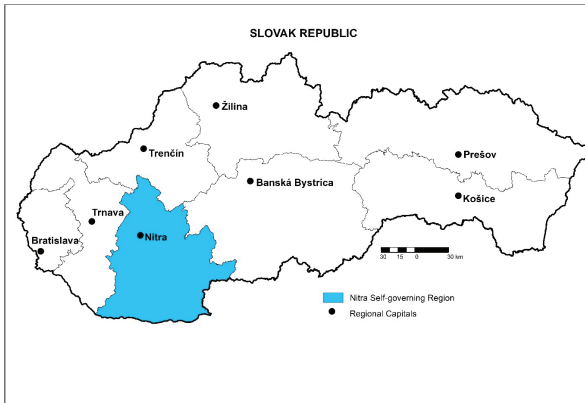 SLOVAK REPUBLIC
Žilina
Trenčín
Prešov
Banská Bystrica
Košice
Trnava
Nitra
Bratislava
30 15 0 30 km
Nitra Self-governing Region
Regional Capitals